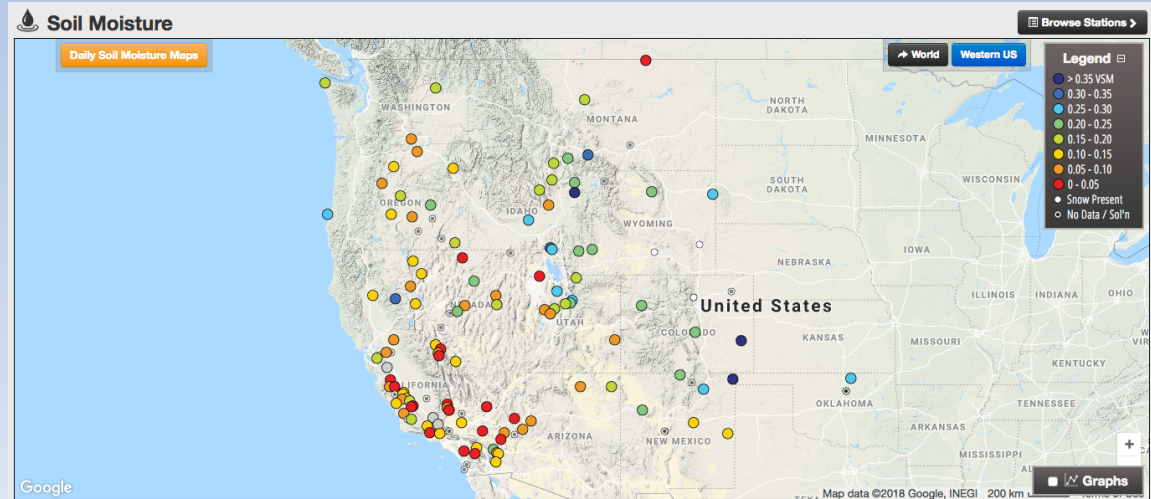 Soil Moisture
Browse Stations >
Daily Soil Moisture Maps
World
Western US
Legend
> 0.35 VSM
0.30 - 0.35
0.25 - 0.30
0.20 - 0.25
0.15 - 0.20
0.10 - 0.15
0.05 - 0.10
0 - 0.05
Snow Present
No Data / Sol'n
WASHINGTON
MONTANA
NORTH
DAKOTA
MINNESOTA
SOUTH
DAKOTA
WISCONSIN
OREGON
IDAHO
WYOMING
IOWA
NEBRASKA
ILLINOIS
INDIANA
OHIO
United States
UTAH
COLORADO
KANSAS
MISSOURI
KENTUCKY
OKLAHOMA
TENNESSEE
ARKANSAS
ARIZONA
NEW MEXICO
MISSISSIPPI
+
Graphs
Google
Map data ©2018 Google, INEGI
200 km